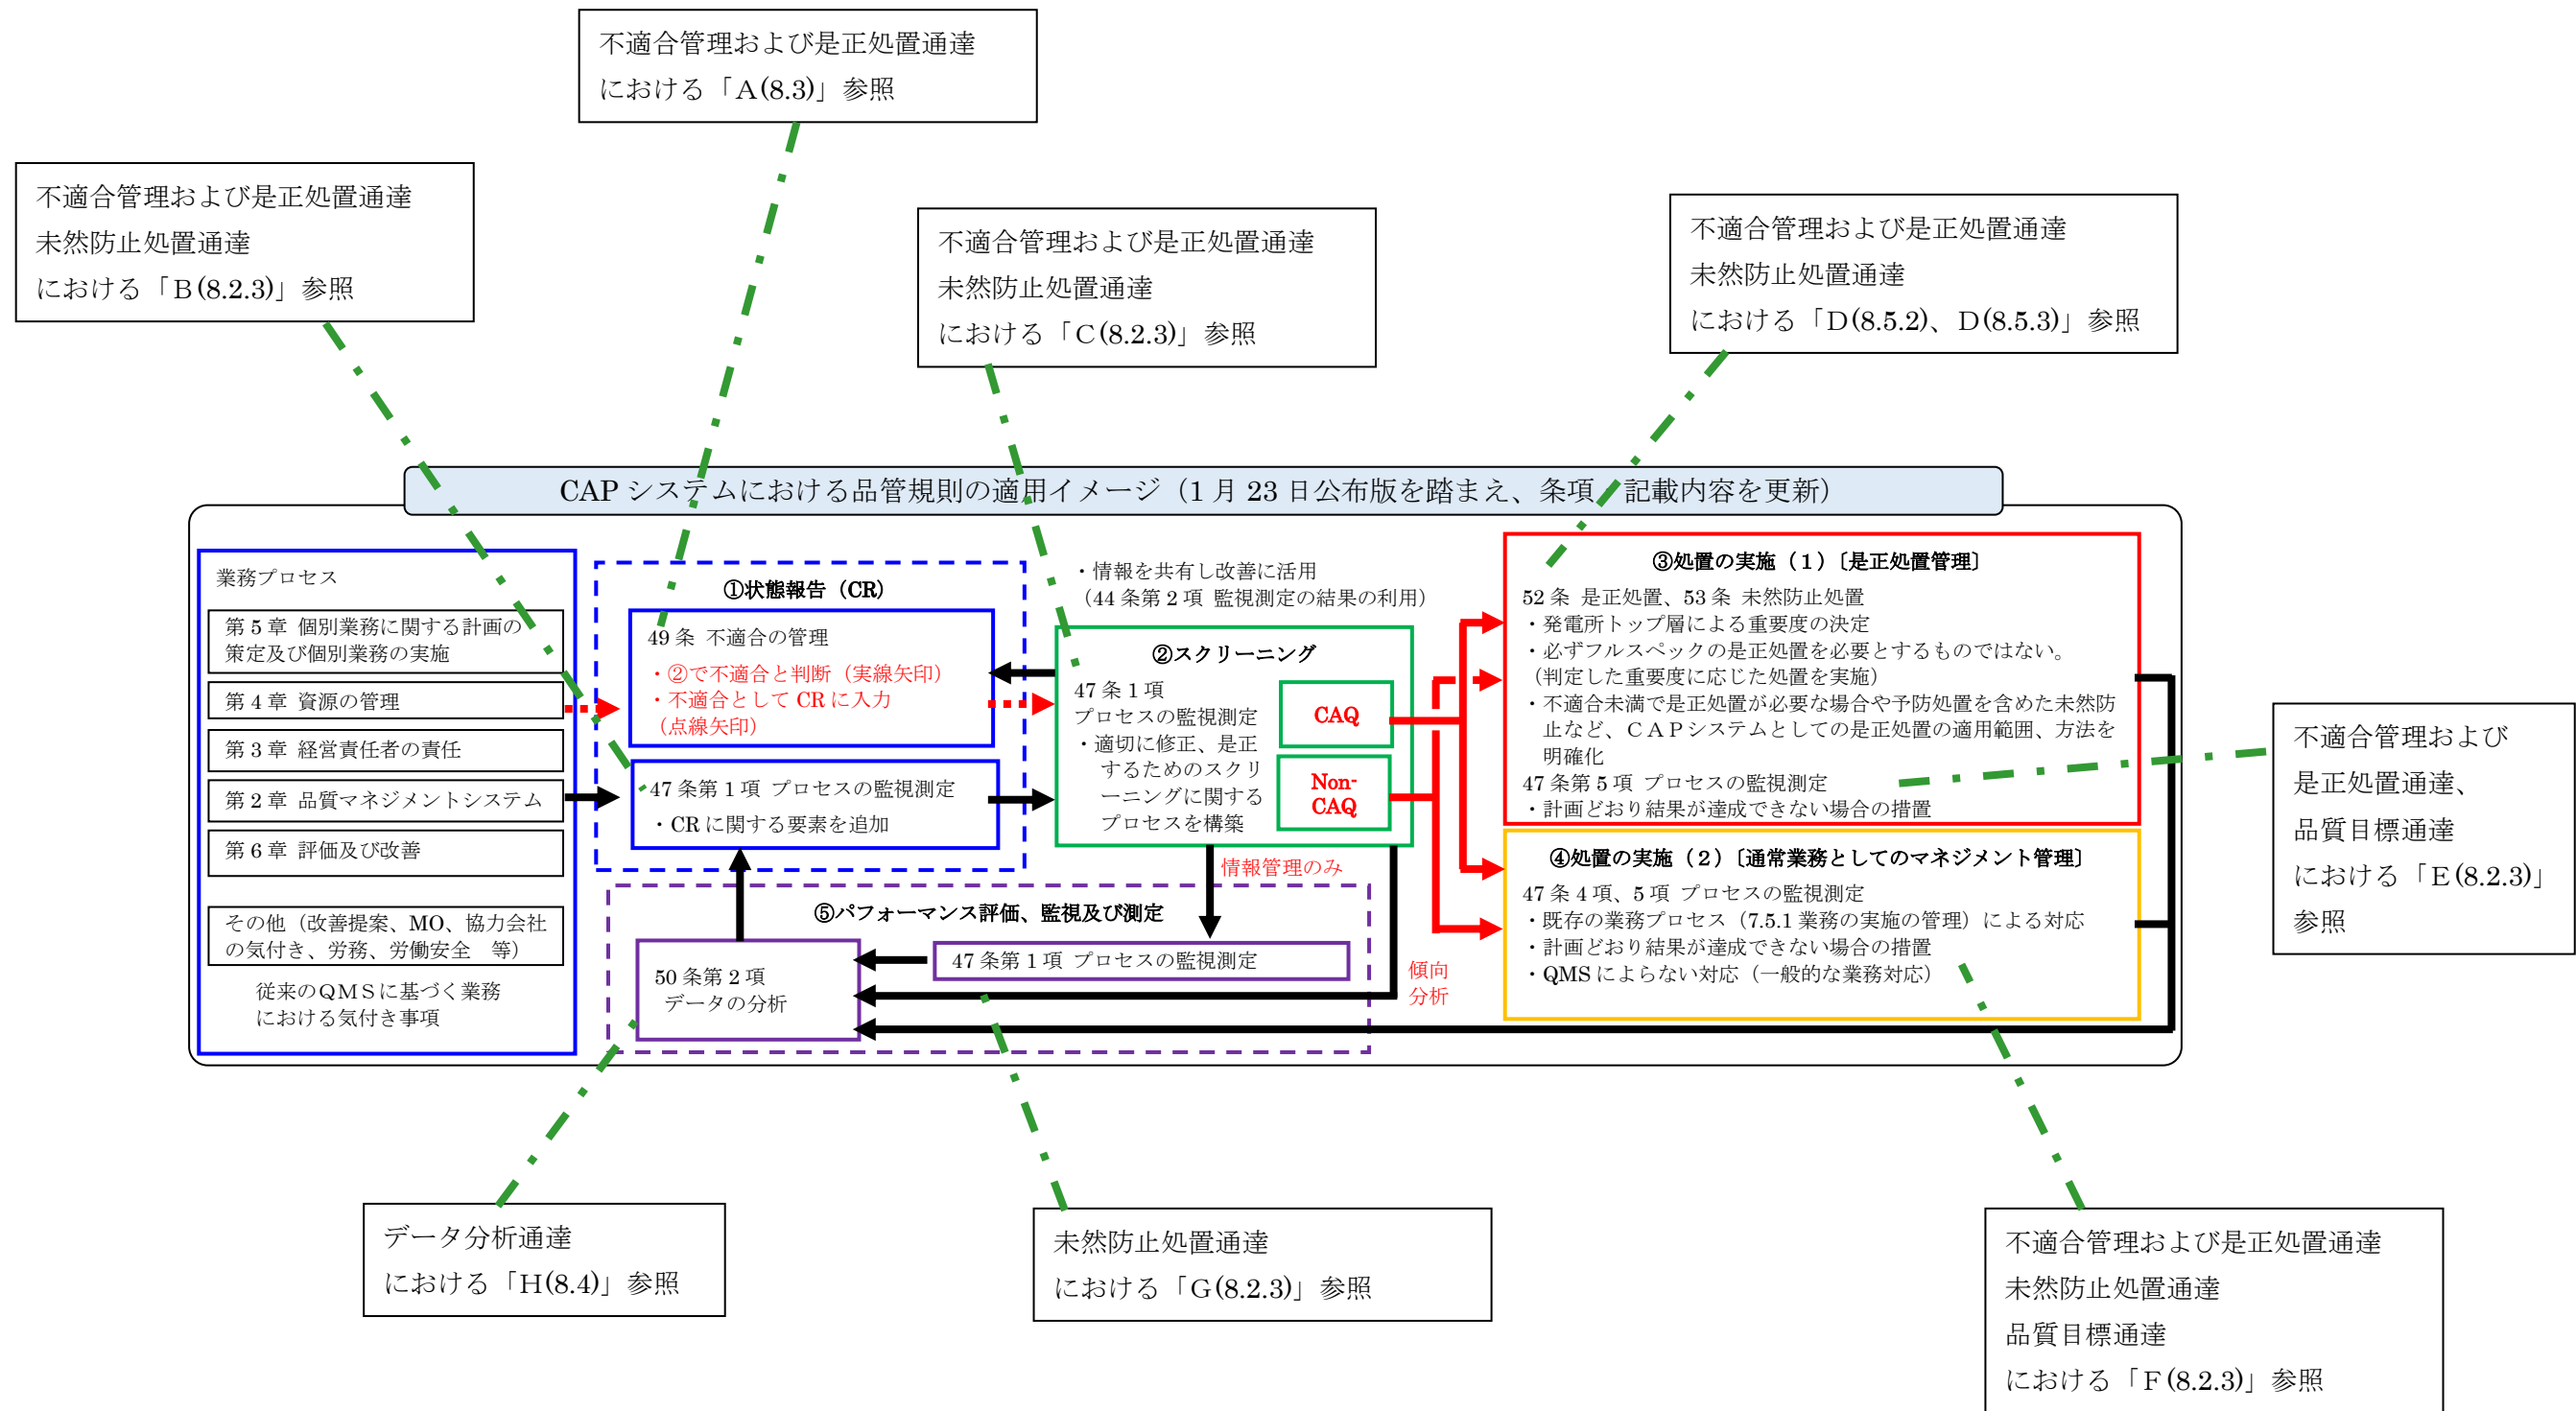 不適合管理および是正処置通達
における「A(8.3)」参照
不適合管理および是正処置通達
未然防止処置通達
における「B(8.2.3)」参照
不適合管理および是正処置通達
未然防止処置通達
における「C(8.2.3)」参照
不適合管理および是正処置通達
未然防止処置通達
における「D(8.5.2)、D(8.5.3)」参照
CAP システムにおける品管規則の適用イメージ（1 月 23 日公布版を踏まえ、条項 記載内容を更新）
業務プロセス
第 5 章 個別業務に関する計画の
策定及び個別業務の実施
第 4 章 資源の管理
第 3 章 経営責任者の責任
第 2 章 品質マネジメントシステム
第 6 章 評価及び改善
その他（改善提案、MO、協力会社
の気付き、労務、労働安全 等）
従来のＱＭＳに基づく業務
における気付き事項
①状態報告（CR）
49 条 不適合の管理
・②で不適合と判断（実線矢印）
・不適合として CR に入力
（点線矢印）
47 条第 1 項 プロセスの監視測定
・CR に関する要素を追加
・情報を共有し改善に活用
（44 条第 2 項 監視測定の結果の利用）
②スクリーニング
47 条 1 項
プロセスの監視測定
・適切に修正、是正
するためのスクリ
ーニングに関する
プロセスを構築
CAQ
Non-
CAQ
情報管理のみ
③処置の実施（１）〔是正処置管理〕
52 条 是正処置、53 条 未然防止処置
・発電所トップ層による重要度の決定
・必ずフルスペックの是正処置を必要とするものではない。
（判定した重要度に応じた処置を実施）
・不適合未満で是正処置が必要な場合や予防処置を含めた未然防
止など、ＣＡＰシステムとしての是正処置の適用範囲、方法を
明確化
47 条第 5 項 プロセスの監視測定
・計画どおり結果が達成できない場合の措置
④処置の実施（２）〔通常業務としてのマネジメント管理〕
47 条 4 項、5 項 プロセスの監視測定
・既存の業務プロセス（7.5.1 業務の実施の管理）による対応
・計画どおり結果が達成できない場合の措置
・QMS によらない対応（一般的な業務対応）
⑤パフォーマンス評価、監視及び測定
47 条第 1 項 プロセスの監視測定
50 条第 2 項
データの分析
傾向
分析
不適合管理および
是正処置通達、
品質目標通達
における「E(8.2.3)」
参照
データ分析通達
における「H(8.4)」参照
未然防止処置通達
における「G(8.2.3)」参照
不適合管理および是正処置通達
未然防止処置通達
品質目標通達
における「F(8.2.3)」参照